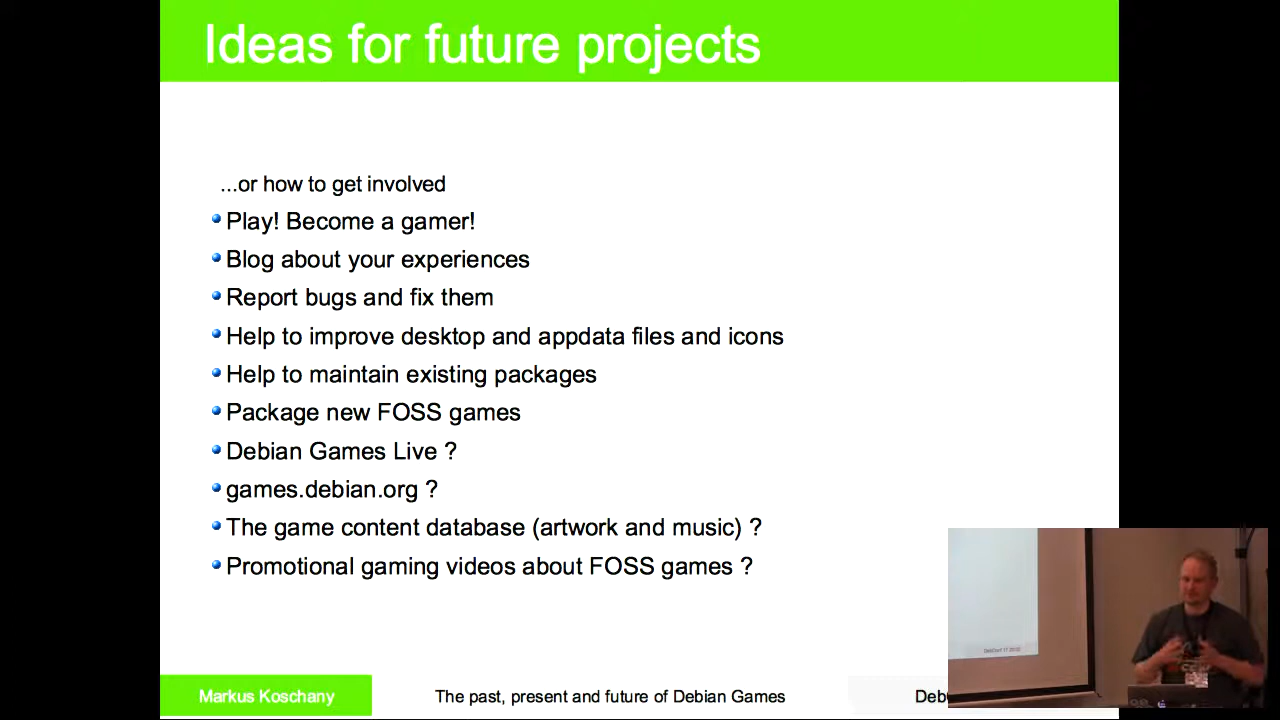 Ideas for future projects
...or how to get involved
Play! Become a gamer!
Blog about your experiences
Report bugs and fix them
Help to improve desktop and appdata files and icons
Help to maintain existing packages
Package new FOSS games
Debian Games Live ?
games.debian.org ?
The game content database (artwork and music) ?
Promotional gaming videos about FOSS games ?
Markus Koschany
The past, present and future of Debian Games